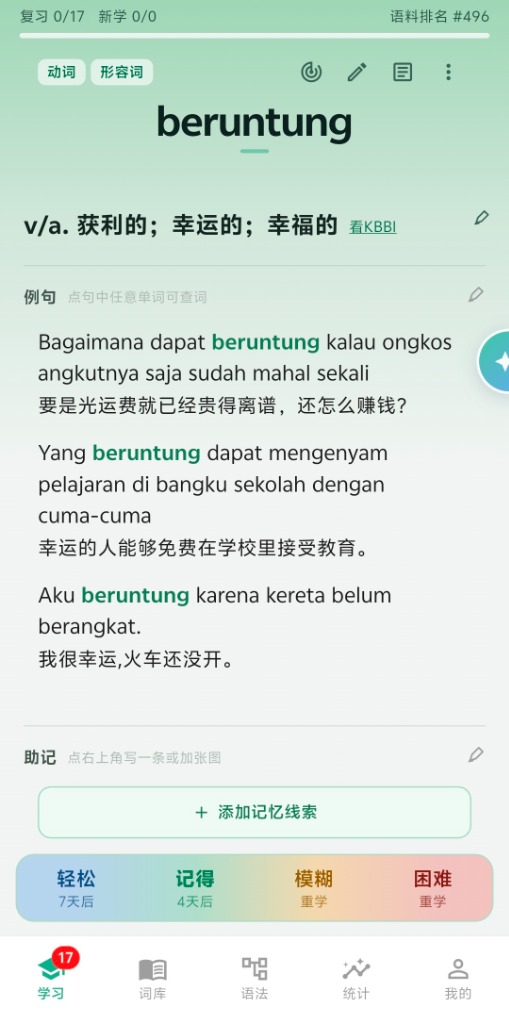 复习 0/17 新学 0/0 语料排名 #496
动词 形容词
beruntung
v/a. 获利的；幸运的；幸福的 看KBBI
例句 点句中任意单词可查词
Bagaimana dapat beruntung kalau ongkos
angkutnya saja sudah mahal sekali
要是光运费就已经贵得离谱，还怎么赚钱？
Yang beruntung dapat mengenyam
pelajaran di bangku sekolah dengan
cuma-cuma
幸运的人能够免费在学校里接受教育。
Aku beruntung karena kereta belum
berangkat.
我很幸运,火车还没开。
助记 点右上角写一条或加张图
+ 添加记忆线索
轻松 记得 模糊 困难
7天后 4天后 重学 重学
17
学习 词库 语法 统计 我的